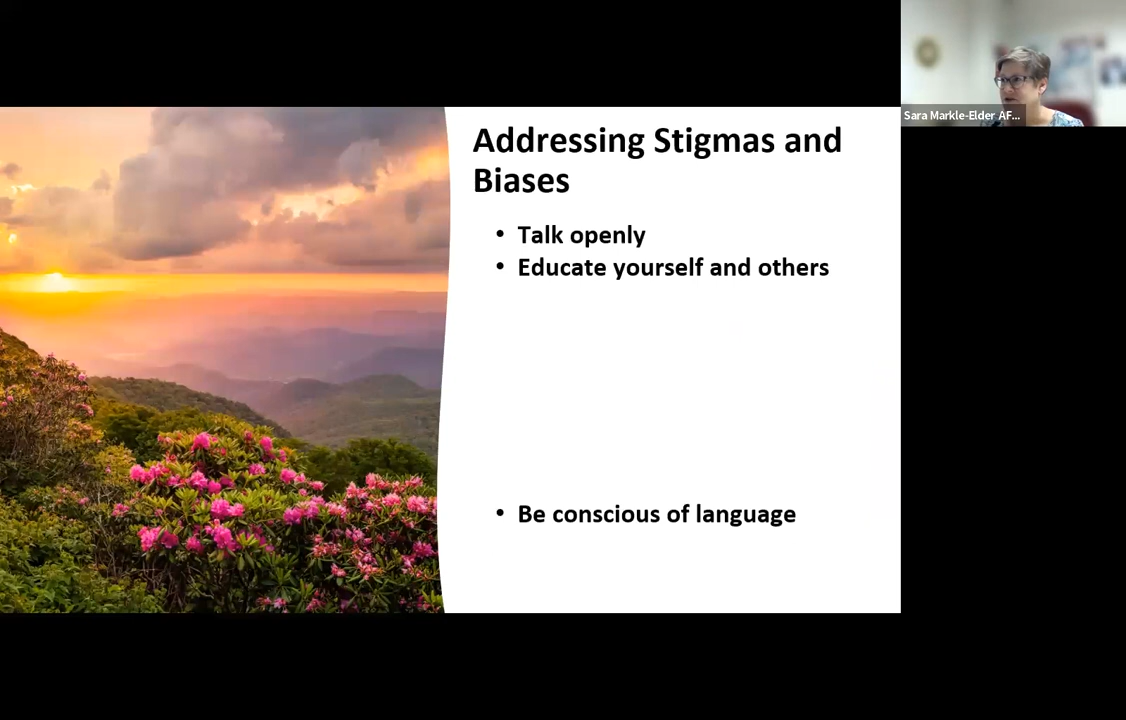 Addressing Stigmas and
Biases
• Talk openly
• Educate yourself and others
• Be conscious of language
Sara Markle-Elder AF...